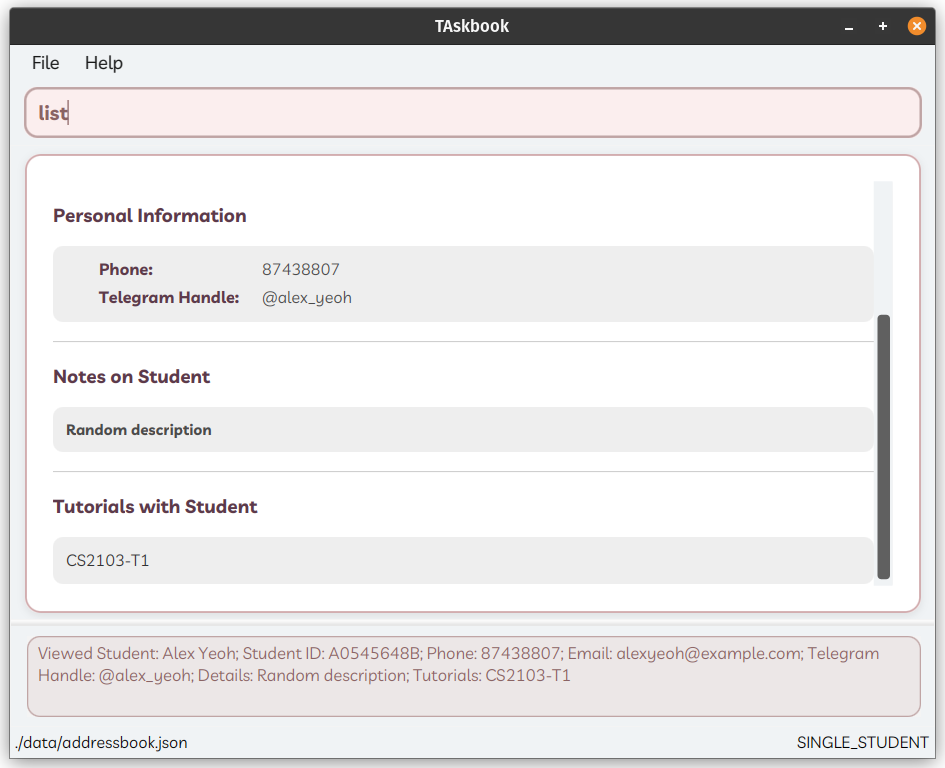 TAskbook
File Help
list
Personal Information
Phone: 87438807
Telegram Handle: @alex_yeoh
Notes on Student
Random description
Tutorials with Student
CS2103-T1
Viewed Student: Alex Yeoh; Student ID: A0545648B; Phone: 87438807; Email: alexyeoh@example.com; Telegram
Handle: @alex_yeoh; Details: Random description; Tutorials: CS2103-T1
./data/addressbook.json SINGLE_STUDENT